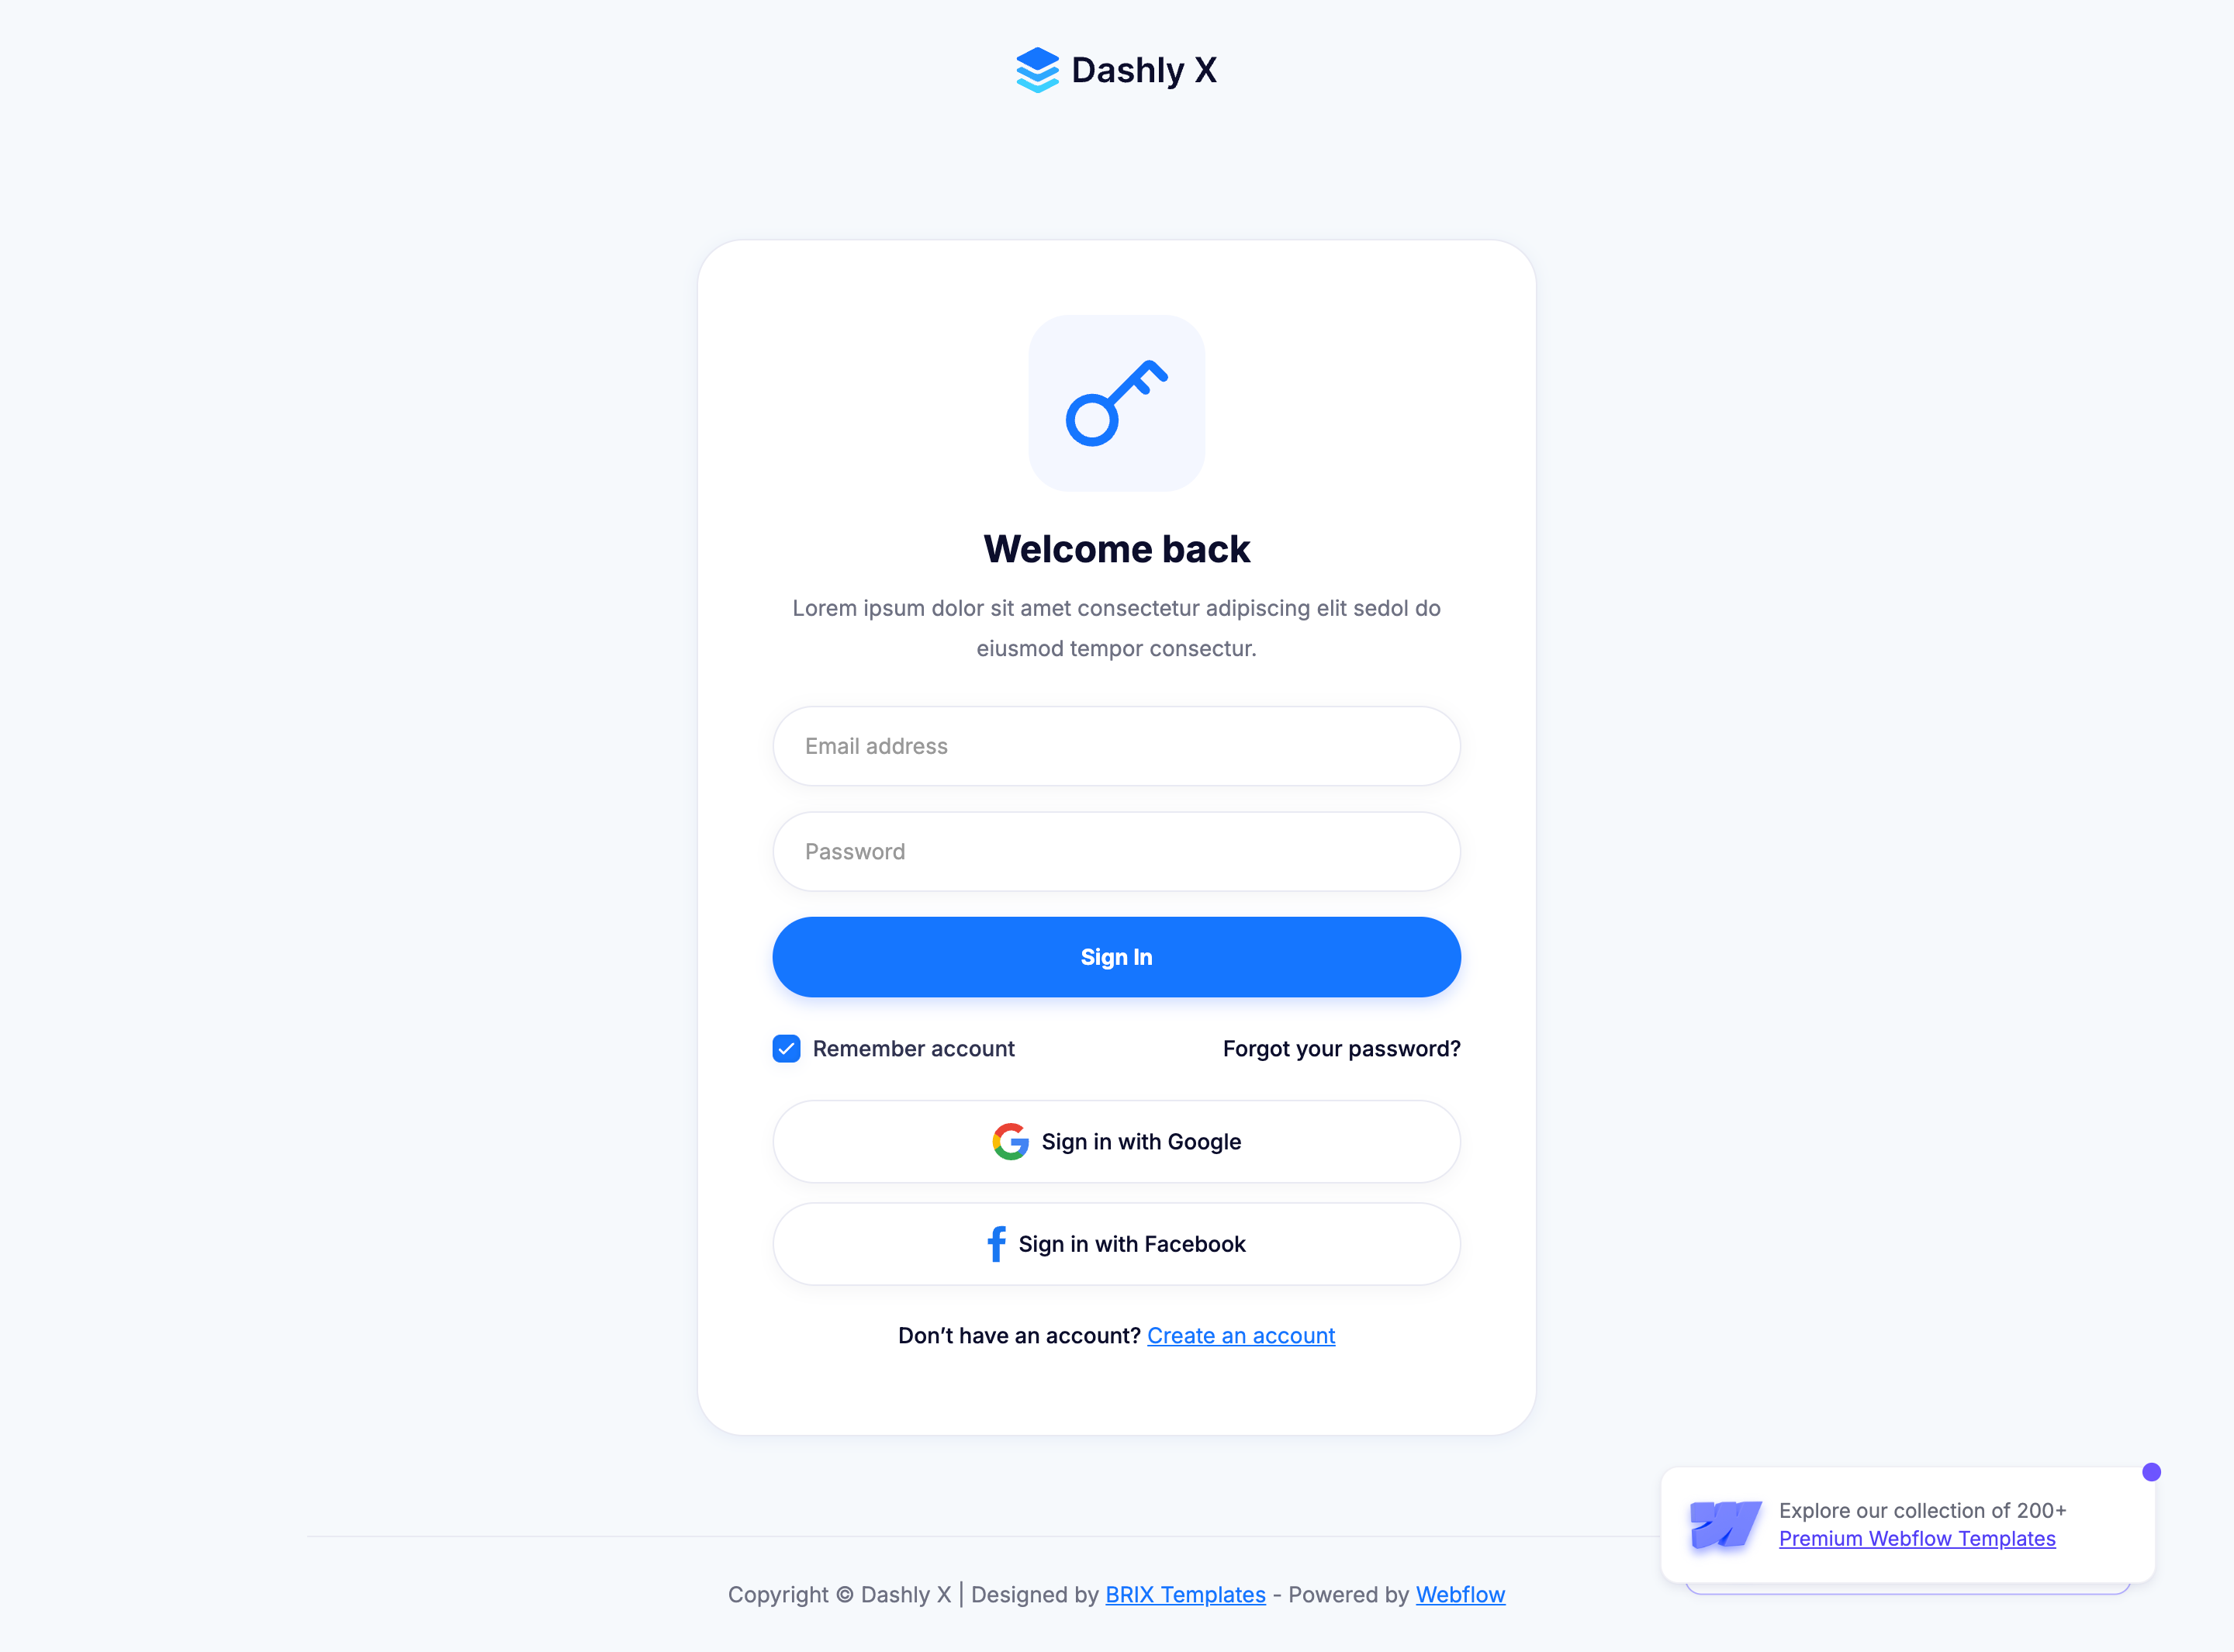 Dashly X
Welcome back
Lorem ipsum dolor sit amet consectetur adipiscing elit sedol do
eiusmod tempor consectur.
Email address
Password
Sign In
Remember account
Forgot your password?
Sign in with Google
Sign in with Facebook
Don’t have an account? Create an account
Explore our collection of 200+
Premium Webflow Templates
Copyright © Dashly X | Designed by BRIX Templates - Powered by Webflow